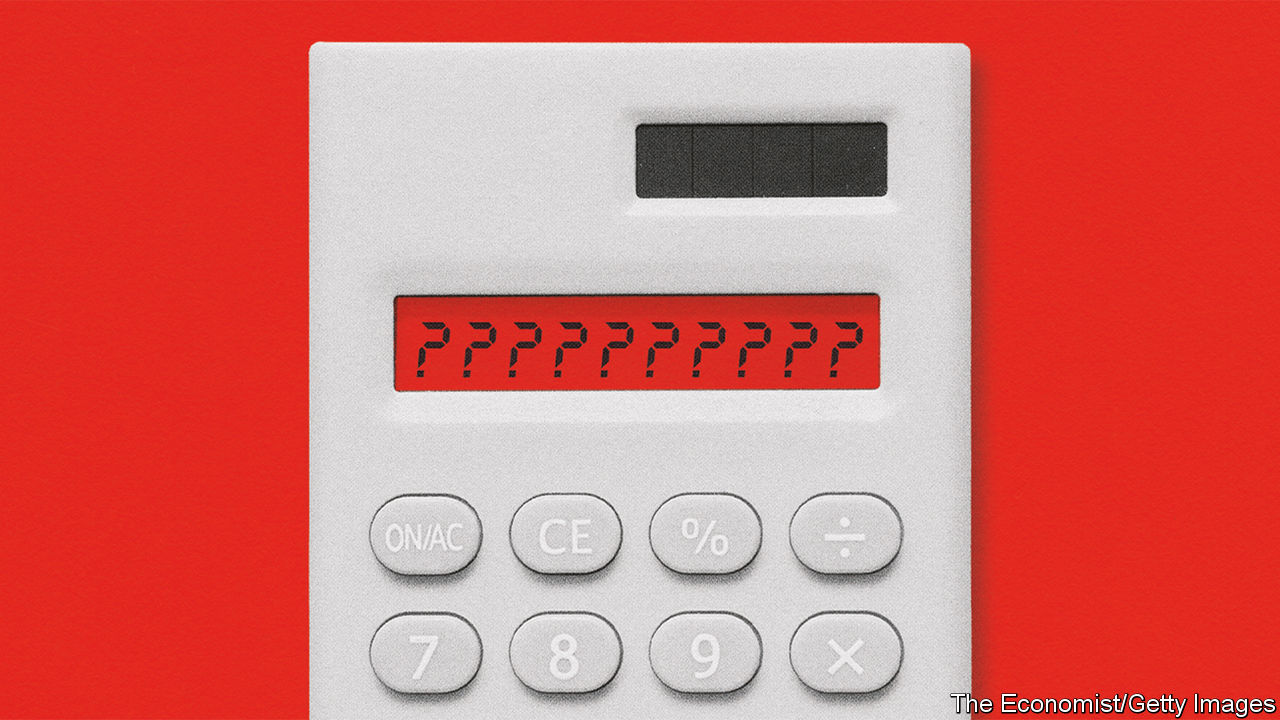 ??????????
ON/AC CE % ÷
7 8 9 ×
The Economist/Getty Images